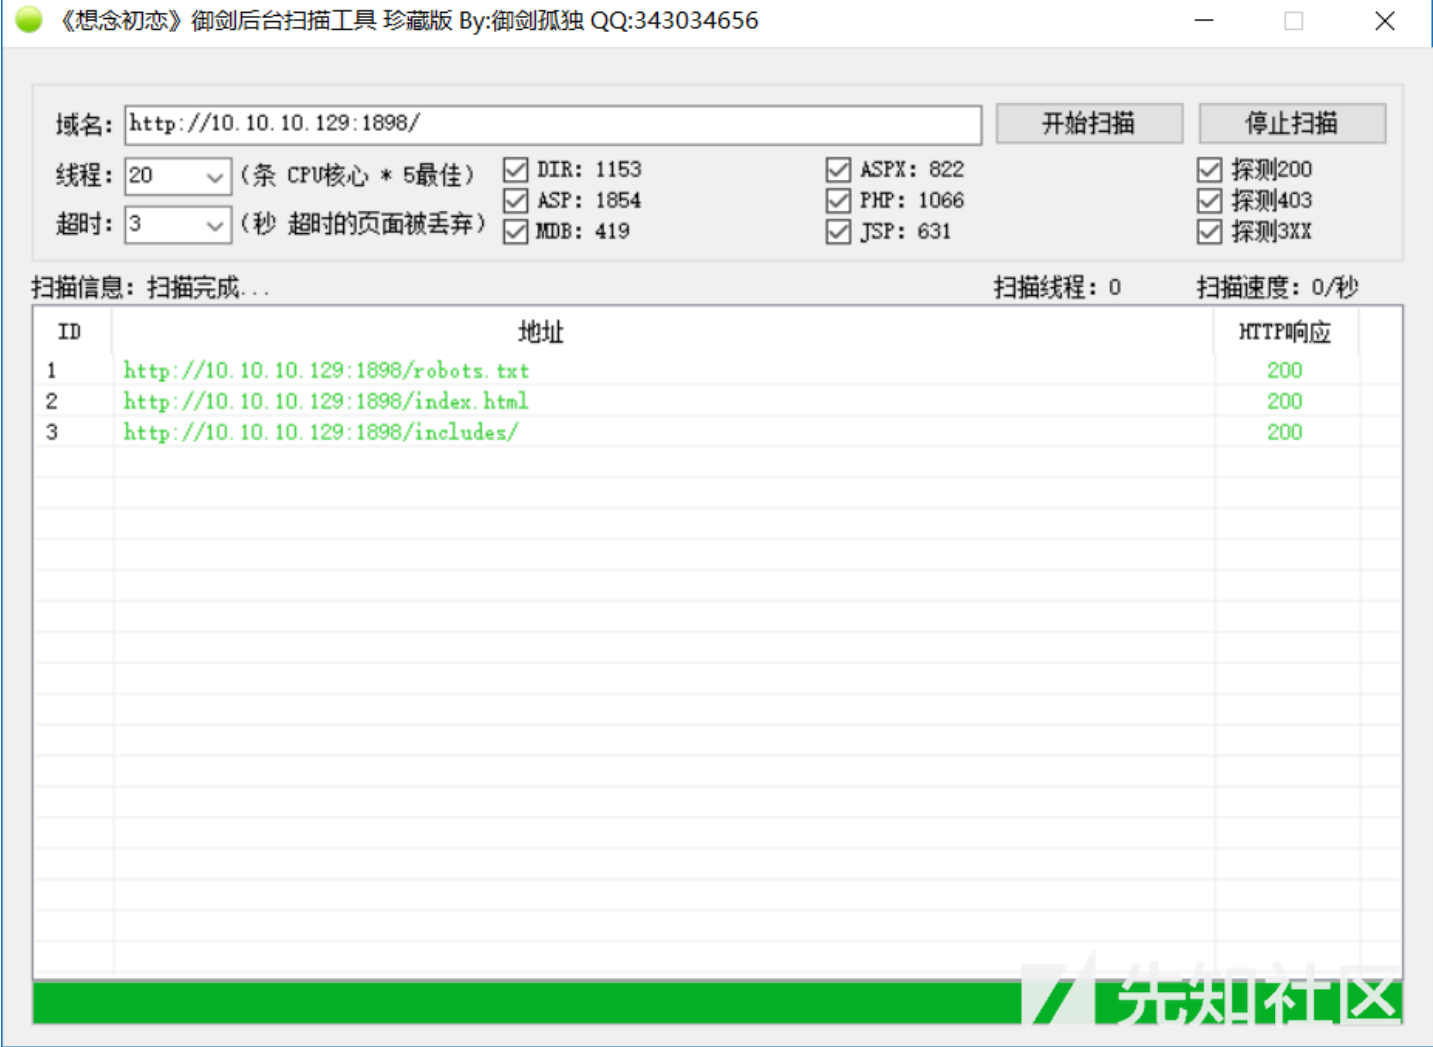 《想念初恋》御剑后台扫描工具 珍藏版 By:御剑孤独 QQ:343034656
域名: http://10.10.10.129:1898/ 开始扫描 停止扫描
线程: 20 (条 CPU核心 * 5最佳) DIR: 1153 ASPX: 822 探测200
ASP: 1854 PHP: 1066 探测403
超时: 3 (秒 超时的页面被丢弃) MDB: 419 JSP: 631 探测3XX
扫描信息: 扫描完成... 扫描线程: 0 扫描速度: 0/秒
ID 地址 HTTP响应
1 http://10.10.10.129:1898/robots.txt 200
2 http://10.10.10.129:1898/index.html 200
3 http://10.10.10.129:1898/includes/ 200
先知社区